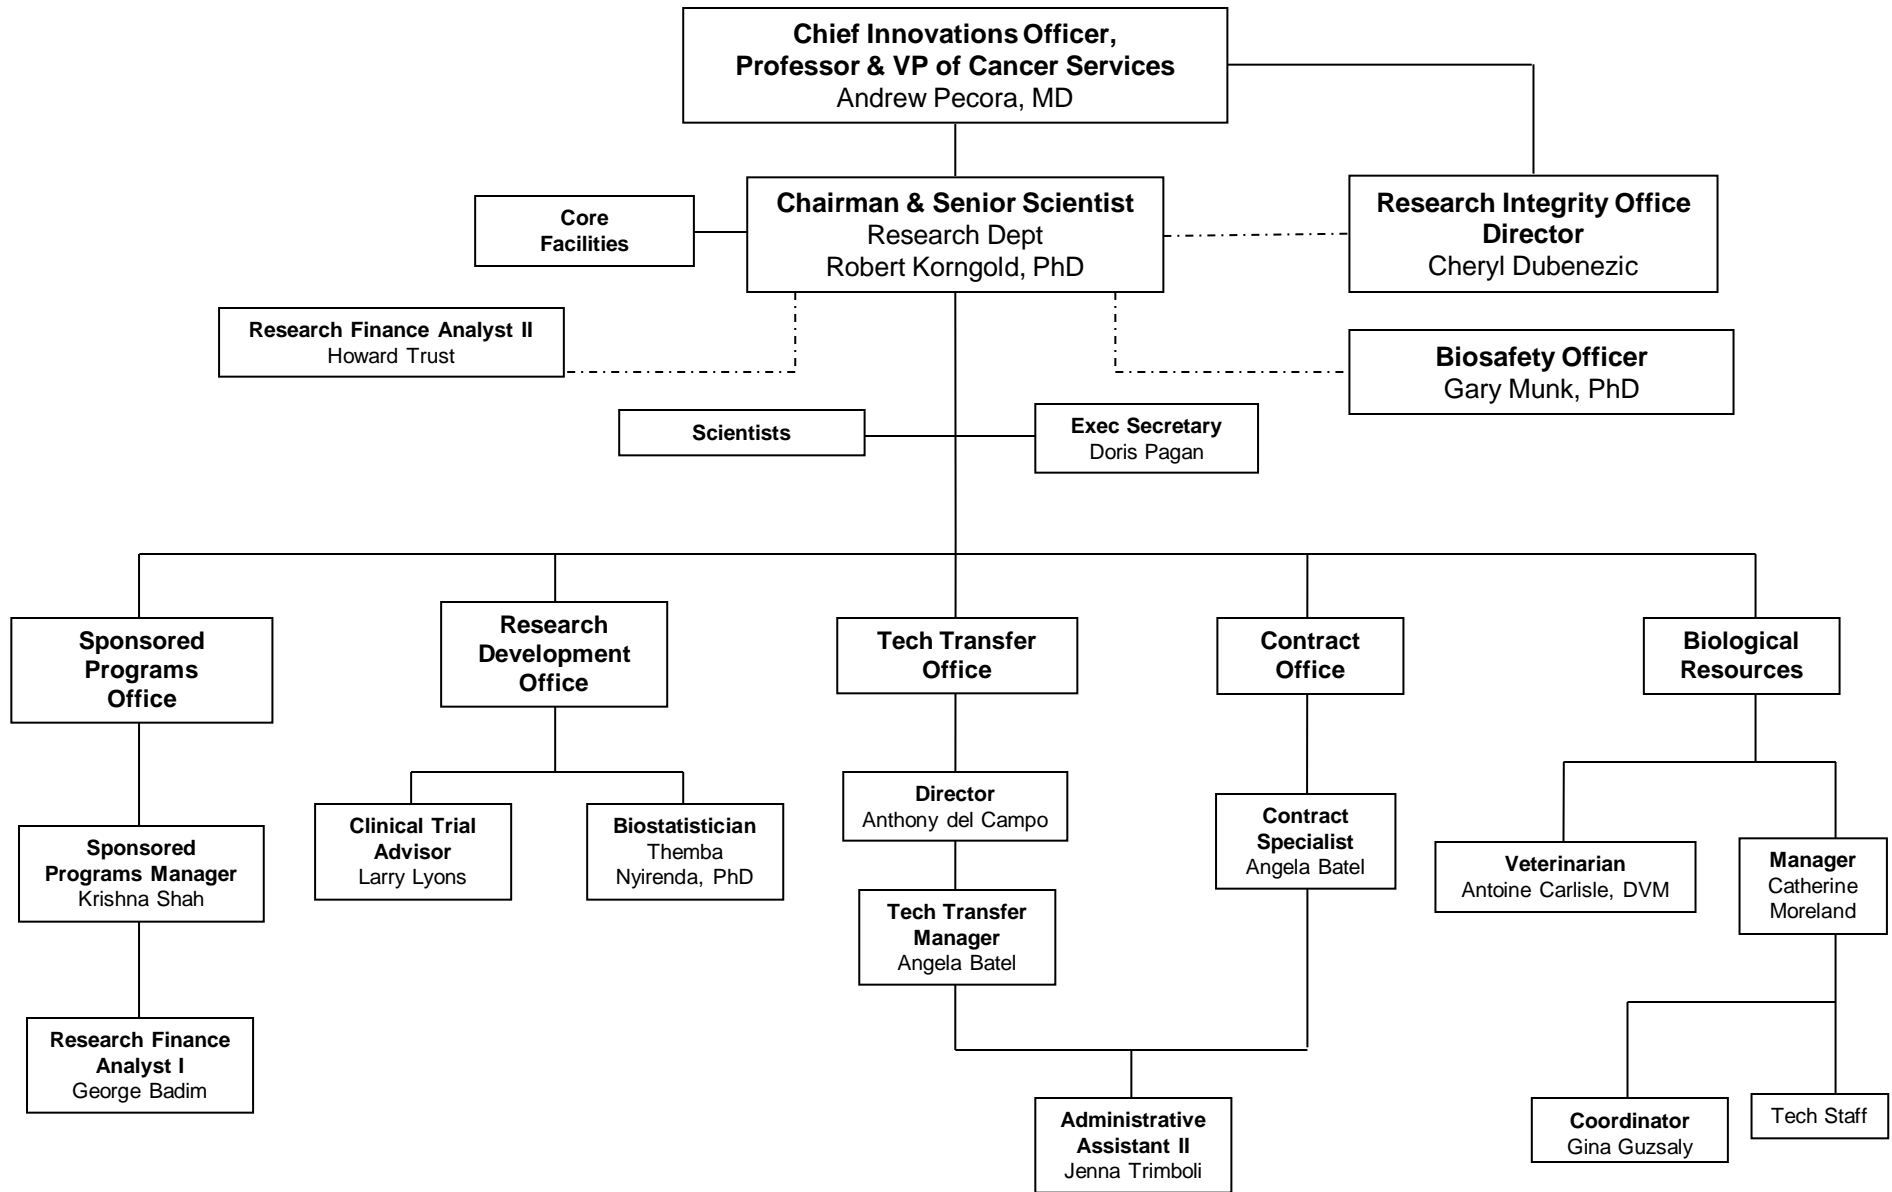 Chief Innovations Officer,
Professor & VP of Cancer Services
Andrew Pecora, MD
Core
Facilities
Chairman & Senior Scientist
Research Dept
Robert Korngold, PhD
Research Integrity Office
Director
Cheryl Dubenezic
Research Finance Analyst II
Howard Trust
Biosafety Officer
Gary Munk, PhD
Scientists
Exec Secretary
Doris Pagan
Sponsored
Programs
Office
Research
Development
Office
Tech Transfer
Office
Contract
Office
Biological
Resources
Sponsored
Programs Manager
Krishna Shah
Clinical Trial
Advisor
Larry Lyons
Biostatistician
Themba
Nyirenda, PhD
Director
Anthony del Campo
Contract
Specialist
Angela Batel
Veterinarian
Antoine Carlisle, DVM
Manager
Catherine
Moreland
Tech Transfer
Manager
Angela Batel
Research Finance
Analyst I
George Badim
Administrative
Assistant II
Jenna Trimboli
Coordinator
Gina Guzsaly
Tech Staff